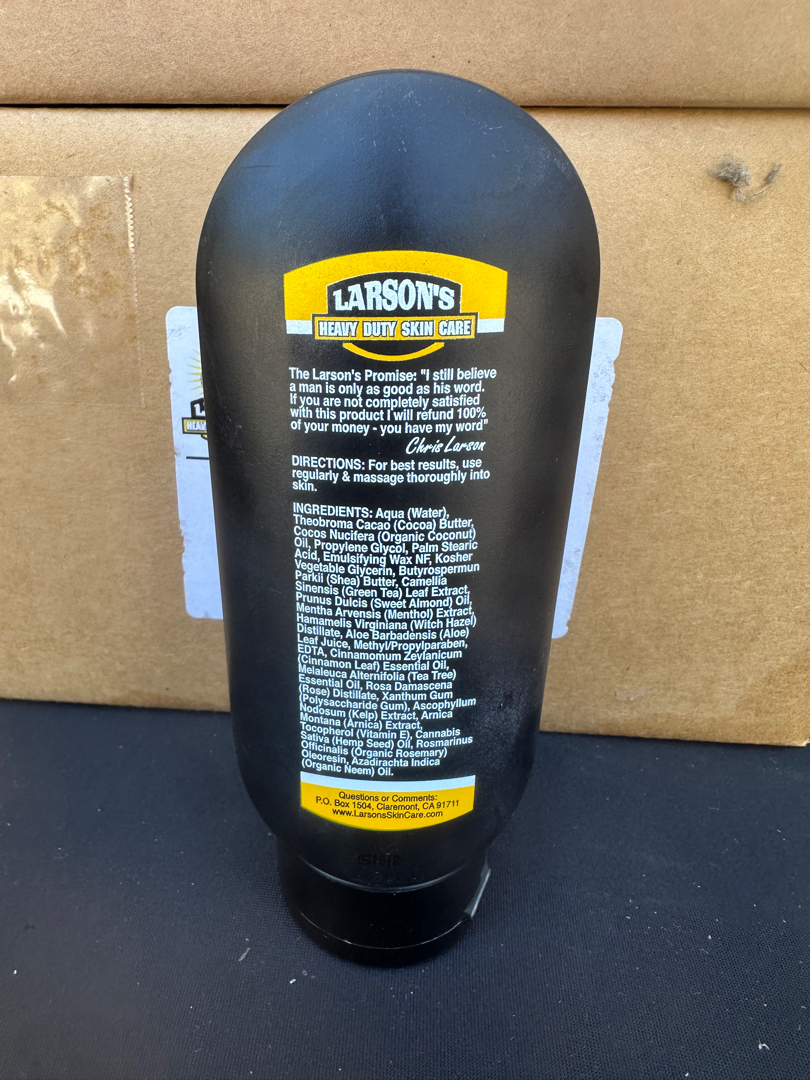 LARSON'S
HEAVY DUTY SKIN CARE
The Larson's Promise: "I still believe
a man is only as good as his word.
If you are not completely satisfied
with this product I will refund 100%
of your money - you have my word"
Chris Larson
DIRECTIONS: For best results, use
regularly & massage thoroughly into
skin.
INGREDIENTS: Aqua (Water),
Theobroma Cacao (Cocoa) Butter,
Cocos Nucifera (Organic Coconut)
Oil, Propylene Glycol, Palm Stearic
Acid, Emulsifying Wax NF, Kosher
Vegetable Glycerin, Butyrospermun
Parkii (Shea) Butter, Camellia
Sinensis (Green Tea) Leaf Extract,
Prunus Dulcis (Sweet Almond) Oil,
Mentha Arvensis (Menthol) Extract,
Hamamelis Virginiana (Witch Hazel)
Distillate, Aloe Barbadensis (Aloe)
Leaf Juice, Methyl/Propylparaben,
EDTA, Cinnamomum Zeylanicum
(Cinnamon Leaf) Essential Oil,
Melaleuca Alternifolia (Tea Tree)
Essential Oil, Rosa Damascena
(Rose) Distillate, Xanthum Gum
(Polysaccharide Gum), Ascophyllum
Nodosum (Kelp) Extract, Arnica
Montana (Arnica) Extract,
Tocopherol (Vitamin E), Cannabis
Sativa (Hemp Seed) Oil, Rosmarinus
Officinalis (Organic Rosemary)
Oleoresin, Azadirachta Indica
(Organic Neem) Oil.
Questions or Comments:
P.O. Box 1504, Claremont, CA 91711
www.LarsonsSkinCare.com